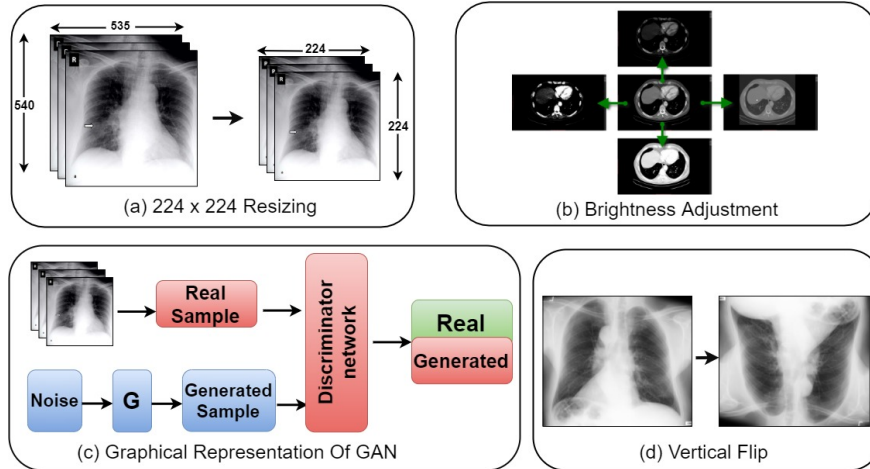 535
540
R
224
224
(a) 224 x 224 Resizing
(b) Brightness Adjustment
Real
Sample
Discriminator
network
Real
Generated
Noise
G
Generated
Sample
(c) Graphical Representation Of GAN
(d) Vertical Flip